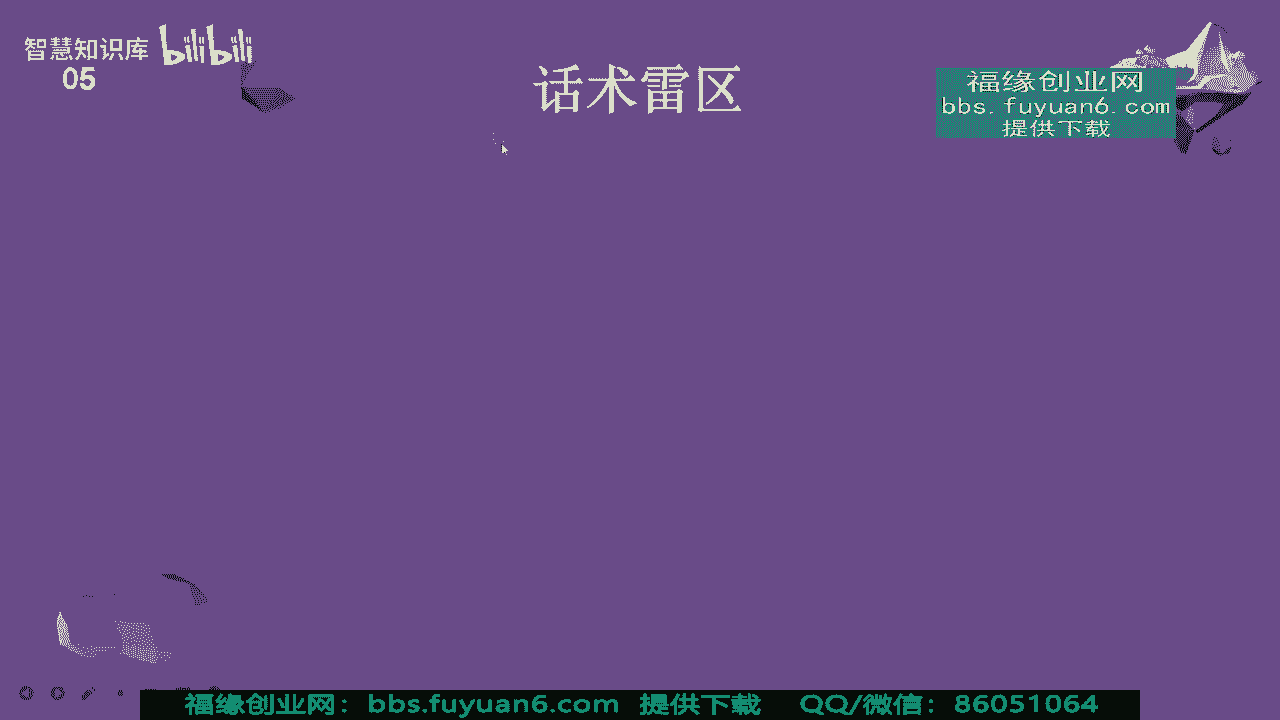 智慧知识库 bilibili
05
话术雷区
福缘创业网
bbs.fuyuan6.com
提供下载
福缘创业网：bbs.fuyuan6.com 提供下载 QQ/微信：86051064